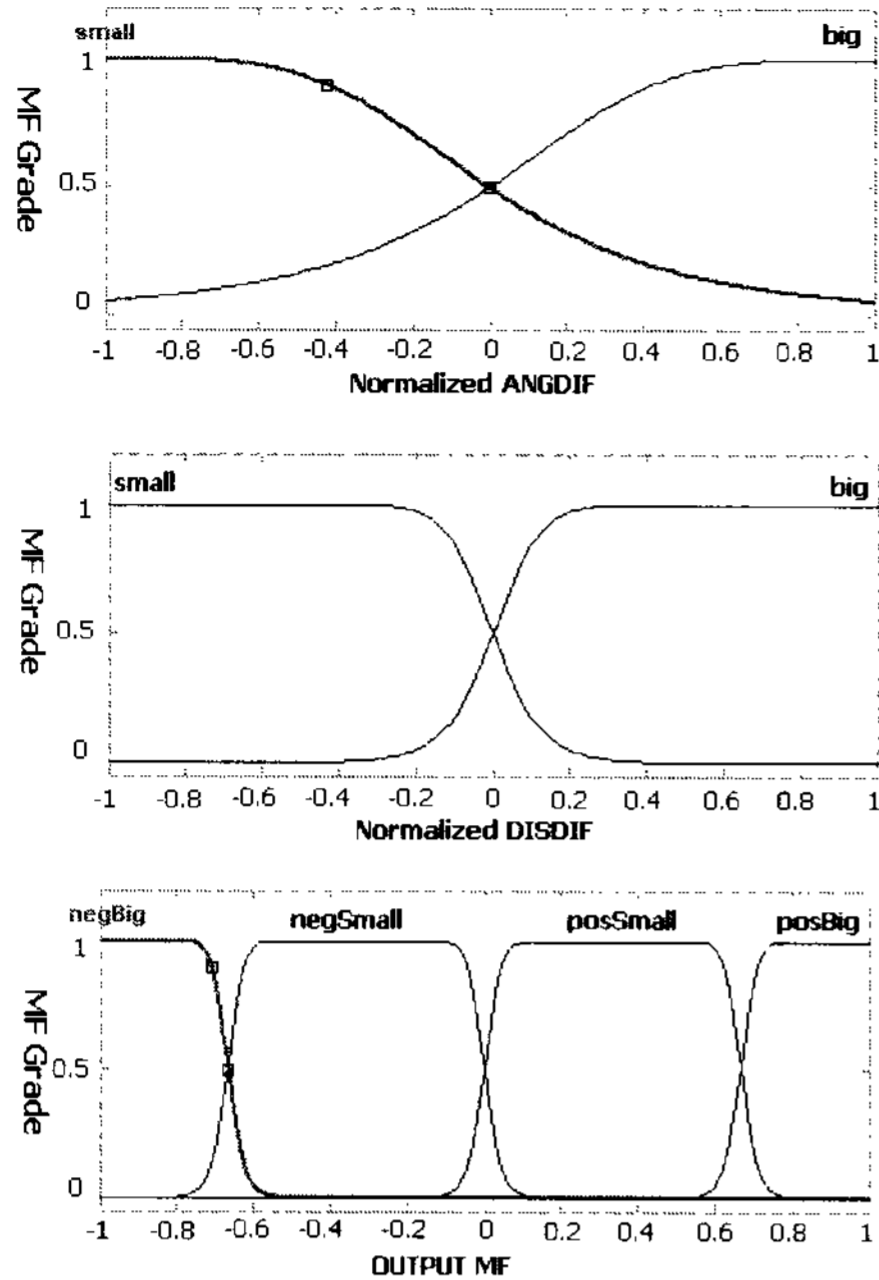 small big
1
0.5
0
MF Grade
-1 -0.8 -0.6 -0.4 -0.2 0 0.2 0.4 0.6 0.8 1
Normalized ANGDIF
small big
1
0.5
0
MF Grade
-1 -0.8 -0.6 -0.4 -0.2 0 0.2 0.4 0.6 0.8 1
Normalized DISDIF
negBig negSmall posSmall posBig
1
0.5
0
MF Grade
-1 -0.8 -0.6 -0.4 -0.2 0 0.2 0.4 0.6 0.8 1
OUTPUT MF